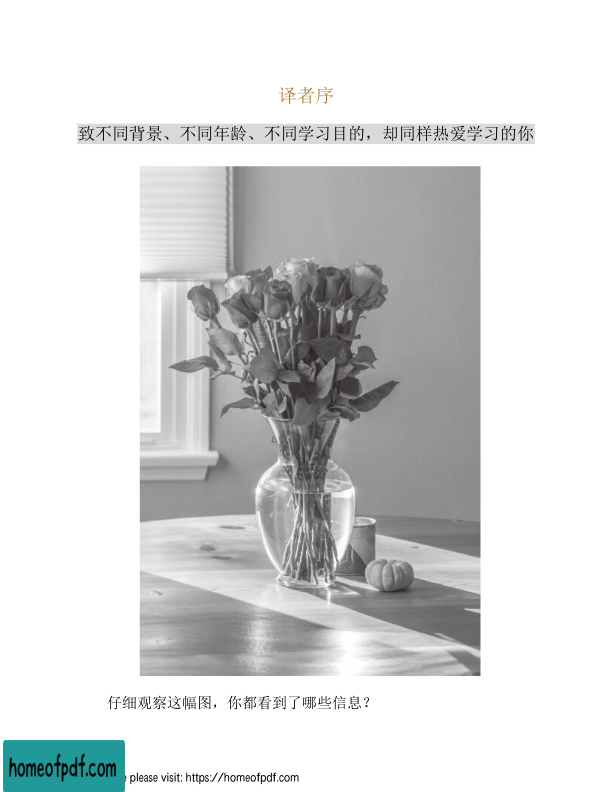 译者序
致不同背景、不同年龄、不同学习目的，却同样热爱学习的你
仔细观察这幅图，你都看到了哪些信息？
homeofpdf.com
please visit: https://homeofpdf.com